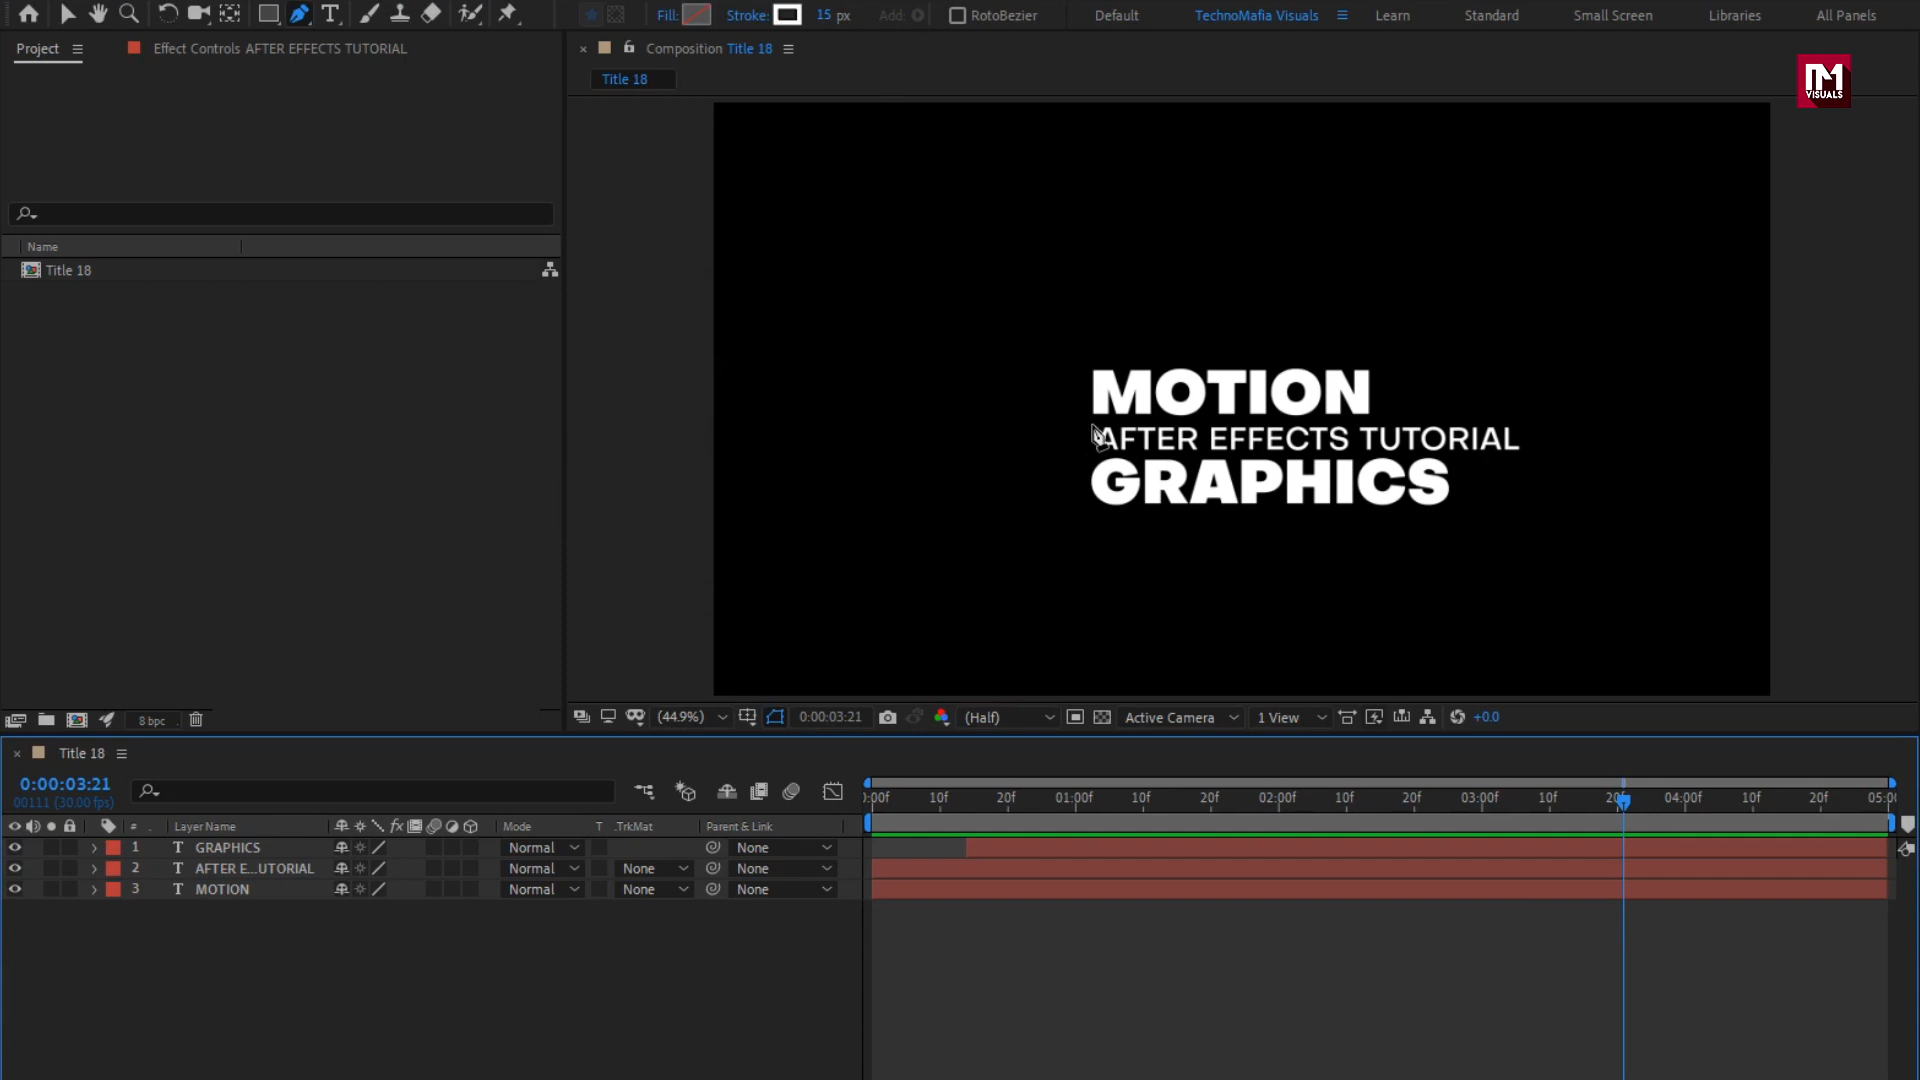 Fill: Stroke: 15 px Add: RotoBezier Default TechnoMafia Visuals Learn Standard Small Screen Libraries All Panels
Project Effect Controls AFTER EFFECTS TUTORIAL
Composition Title 18
Title 18
TM
VISUALS
Name
Title 18
MOTION
AFTER EFFECTS TUTORIAL
GRAPHICS
8 bpc
(44.9%) 0:00:03:21 (Half) Active Camera 1 View +0.0
Title 18
0:00:03:21
00111 (30.00 fps)
:00f 10f 20f 01:00f 10f 20f 02:00f 10f 20f 03:00f 10f 20f 04:00f 10f 20f 05:00
# . Layer Name fx Mode T .TrkMat Parent & Link
1 T GRAPHICS Normal None
2 T AFTER E...UTORIAL Normal None None
3 T MOTION Normal None None